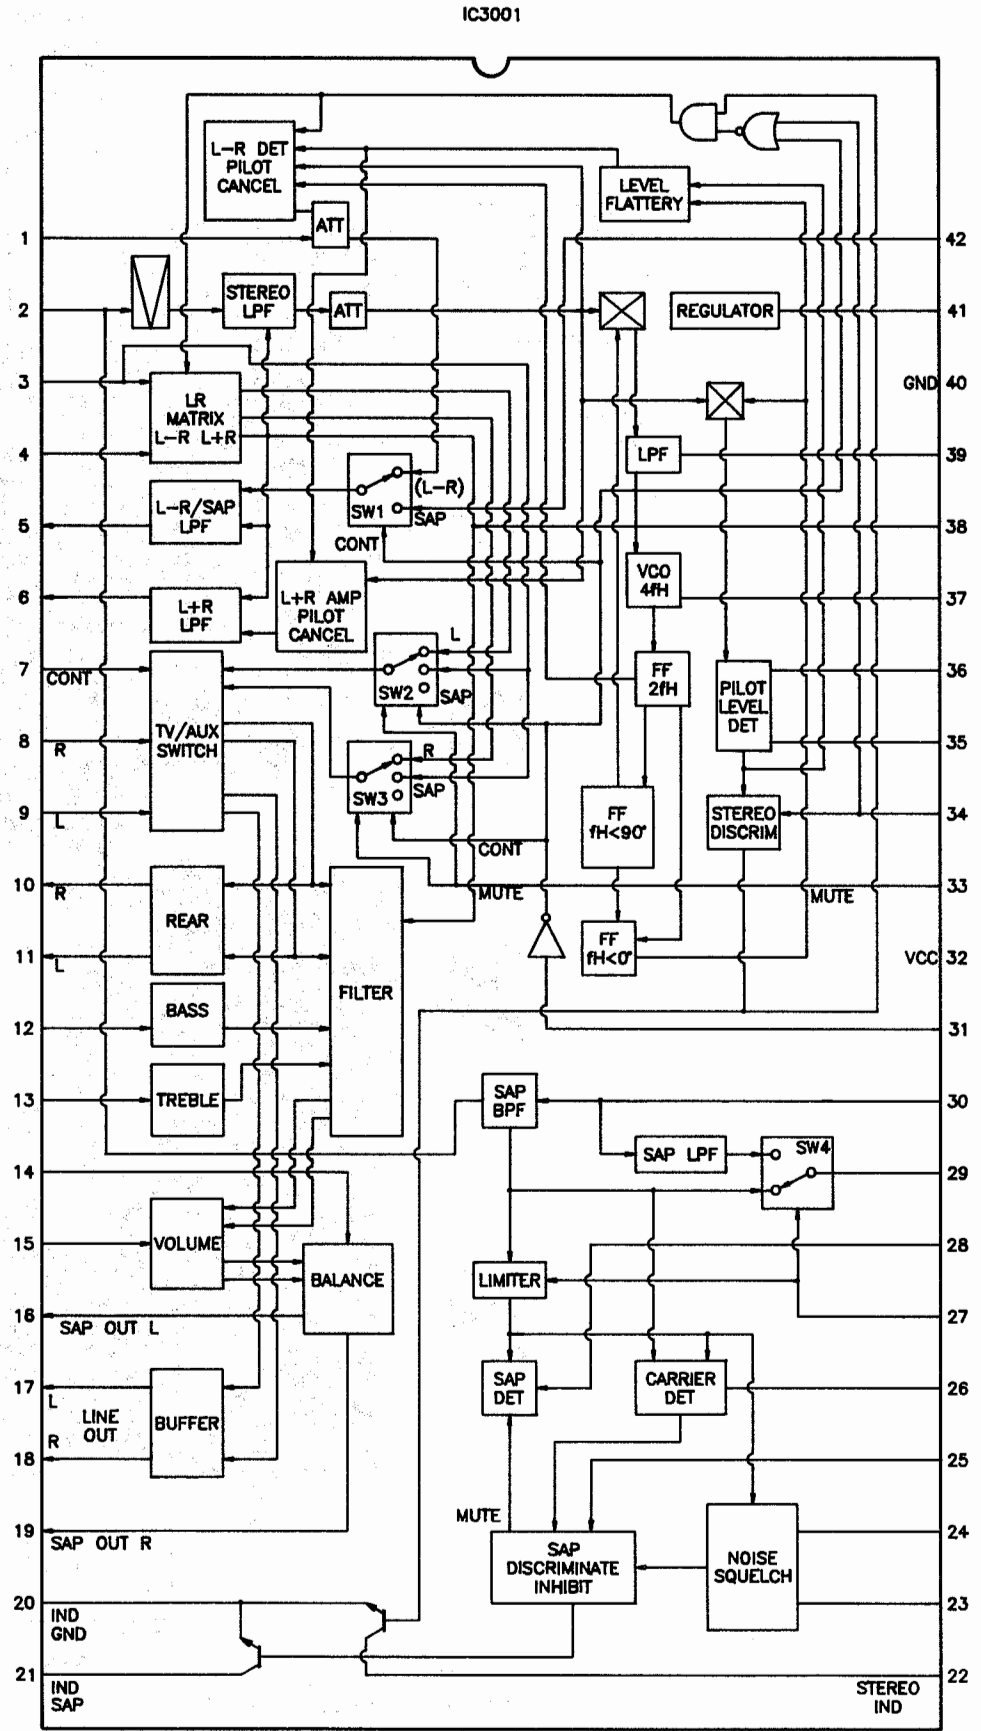 IC3001
L-R DET
PILOT
CANCEL
LEVEL
FLATTERY
ATT
1
42
STEREO
LPF
ATT
REGULATOR
2
41
3
GND 40
LR
MATRIX
L-R L+R
LPF
4
39
(L-R)
SW1
SAP
L-R/SAP
LPF
5
38
CONT
VCO
4fH
L+R AMP
PILOT
CANCEL
L+R
LPF
6
37
L
7
CONT
36
SW2
SAP
FF
2fH
PILOT
LEVEL
DET
TV/AUX
SWITCH
8
R
35
R
SW3
SAP
FF
fH<90°
STEREO
DISCRIM
9
L
34
CONT
10
R
MUTE
MUTE
33
REAR
FF
fH<0°
11
L
VCC 32
FILTER
BASS
12
31
SAP
BPF
13
TREBLE
30
SAP LPF
SW4
14
29
VOLUME
15
28
LIMITER
BALANCE
16
SAP OUT L
27
SAP
DET
CARRIER
DET
17
L
26
LINE
OUT
BUFFER
R
18
25
MUTE
19
SAP OUT R
24
SAP
DISCRIMINATE
INHIBIT
NOISE
SQUELCH
20
IND
GND
23
21
IND
SAP
22
STEREO
IND